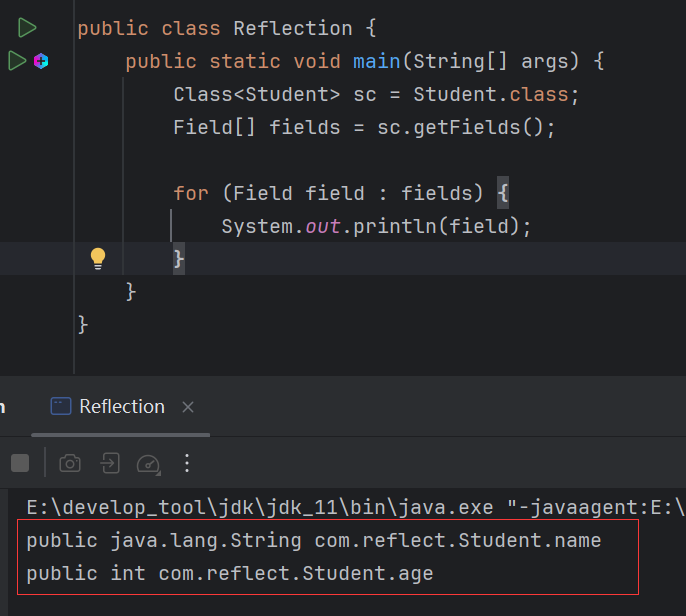 public class Reflection {
public static void main(String[] args) {
Class<Student> sc = Student.class;
Field[] fields = sc.getFields();
for (Field field : fields) {
System.out.println(field);
}
}
}
Reflection
E:\develop_tool\jdk\jdk_11\bin\java.exe "-javaagent:E:\
public java.lang.String com.reflect.Student.name
public int com.reflect.Student.age